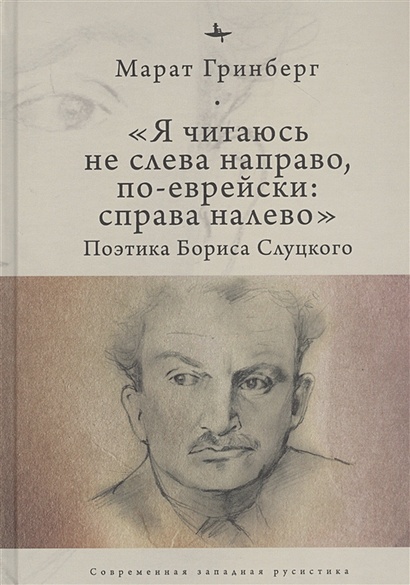 Марат Гринберг
«Я читаюсь
не слева направо,
по-еврейски:
справа налево»
Поэтика Бориса Слуцкого
Современная западная русистика